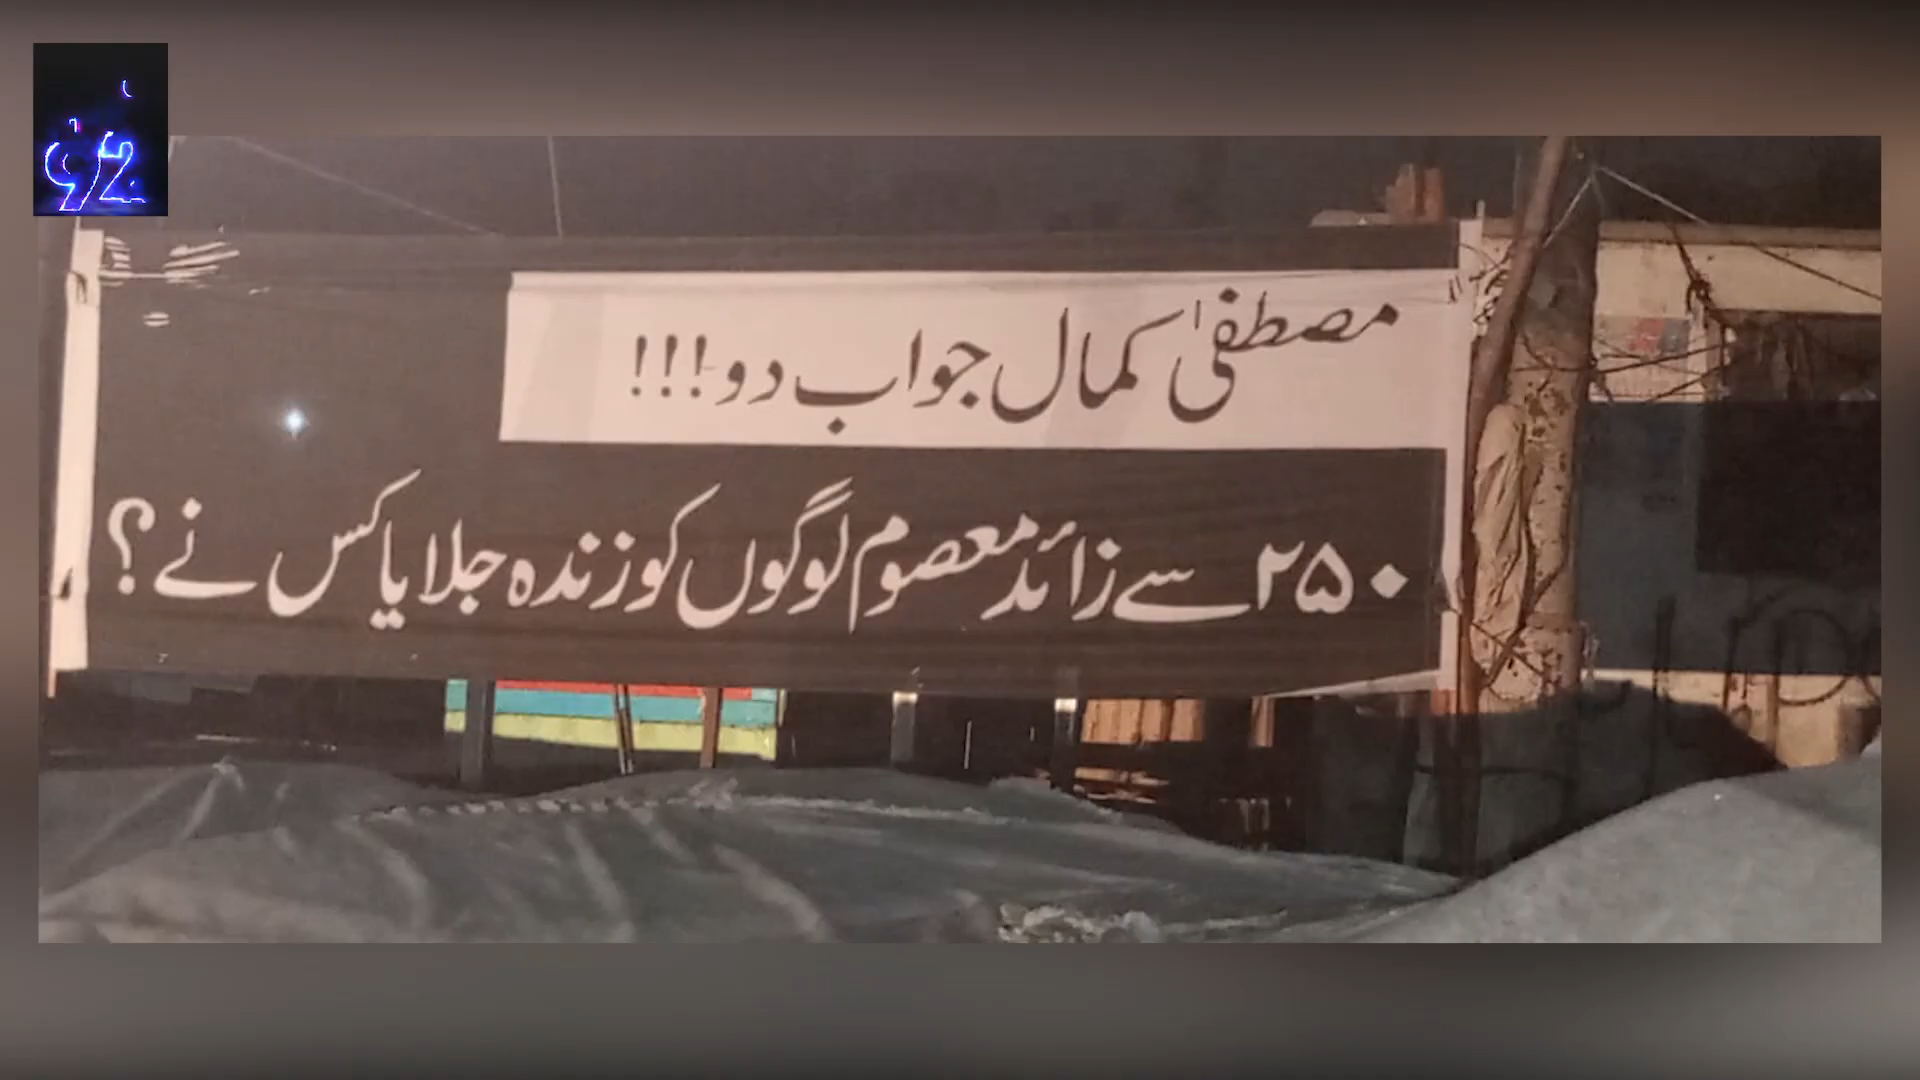 مصطفیٰ کمال جواب دو!!!
۲۵۰ سے زائد معصوم لوگوں کو زندہ جلایا کس نے؟